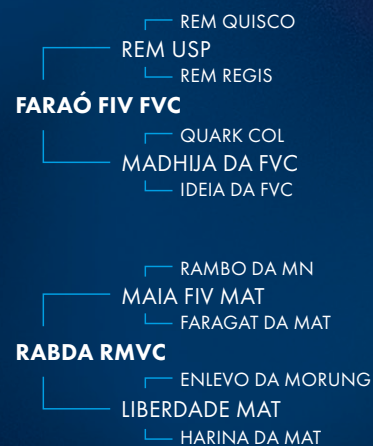 REM QUISCO
REM USP
REM REGIS
FARAÓ FIV FVC
QUARK COL
MADHIJA DA FVC
IDEIA DA FVC
RAMBO DA MN
MAIA FIV MAT
FARAGAT DA MAT
RABDA RMVC
ENLEVO DA MORUNG
LIBERDADE MAT
HARINA DA MAT